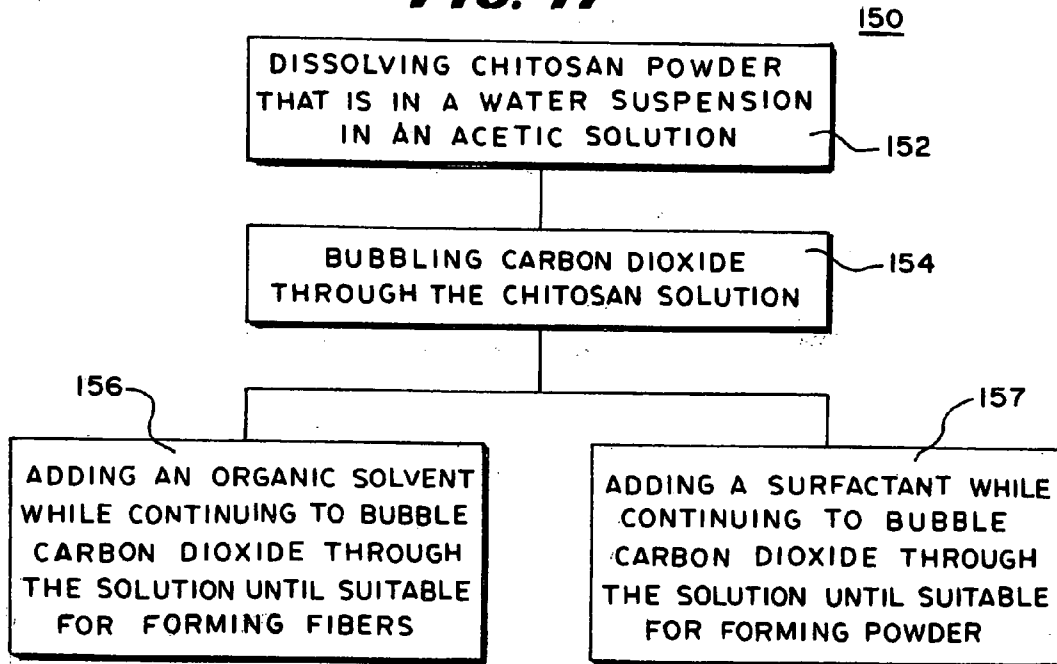 150
DISSOLVING CHITOSAN POWDER
THAT IS IN A WATER SUSPENSION
IN AN ACETIC SOLUTION
152
BUBBLING CARBON DIOXIDE
THROUGH THE CHITOSAN SOLUTION
154
156
ADDING AN ORGANIC SOLVENT
WHILE CONTINUING TO BUBBLE
CARBON DIOXIDE THROUGH
THE SOLUTION UNTIL SUITABLE
FOR FORMING FIBERS
157
ADDING A SURFACTANT WHILE
CONTINUING TO BUBBLE
CARBON DIOXIDE THROUGH
THE SOLUTION UNTIL SUITABLE
FOR FORMING POWDER